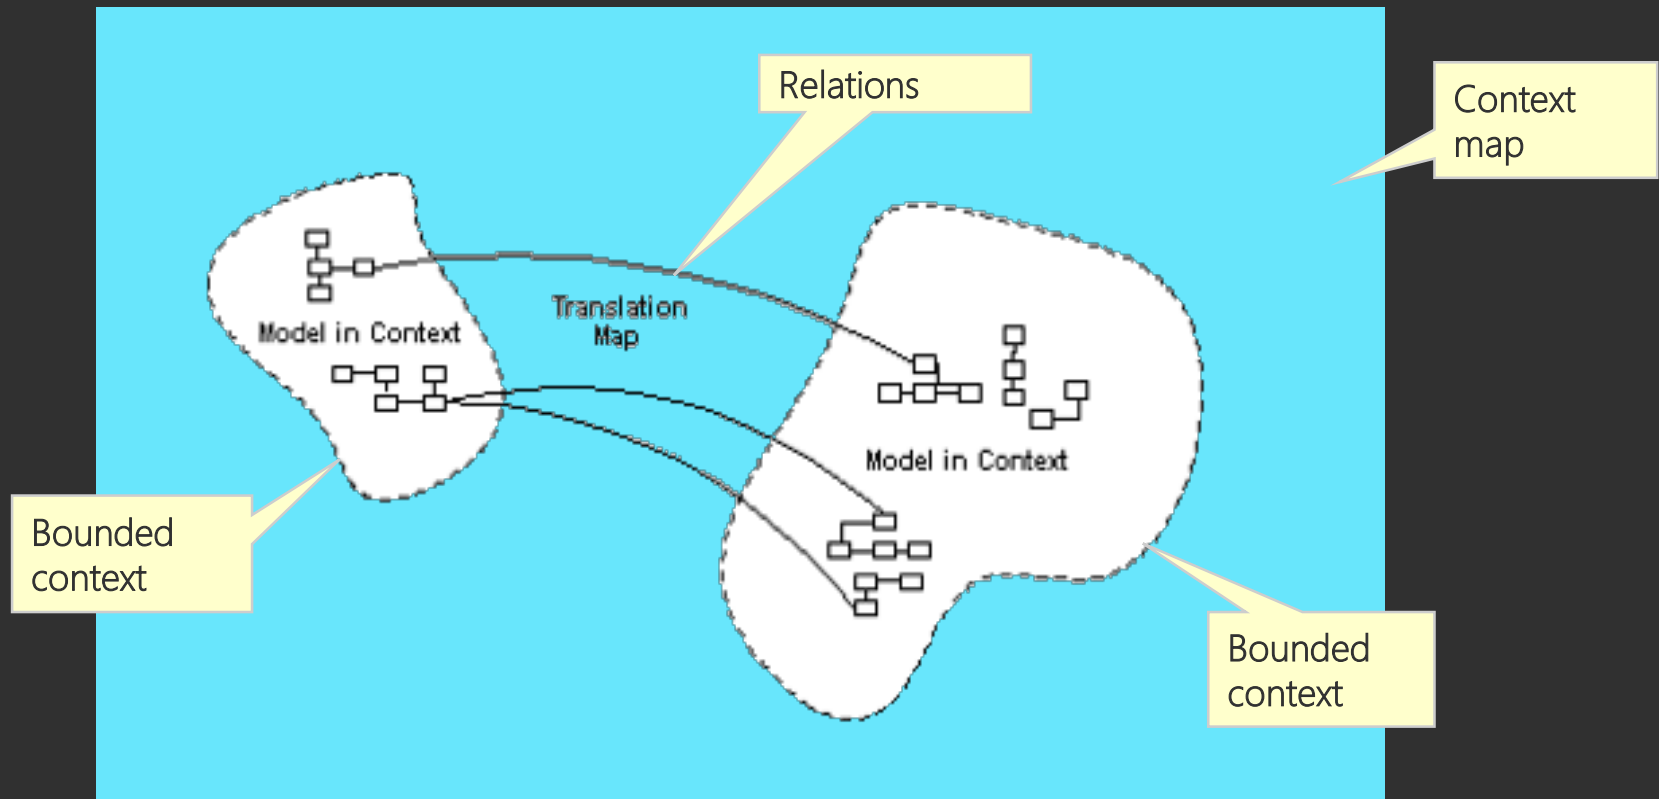 Relations
Context
map
Translation
Map
Model in Context
Model in Context
Bounded
context
Bounded
context